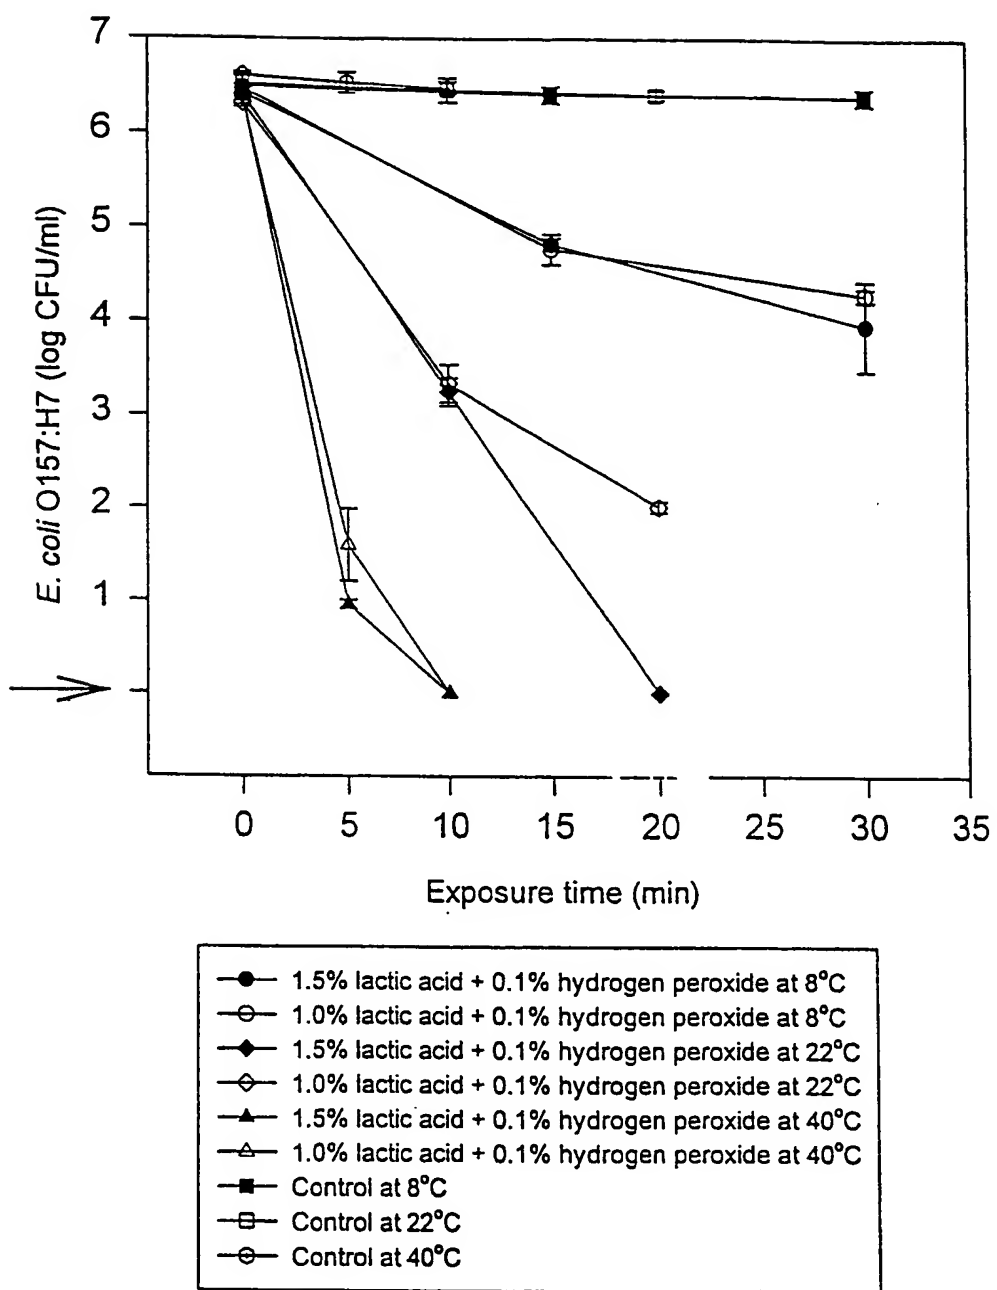 7
6
5
4
3
2
1
E. coli O157:H7 (log CFU/ml)
0 5 10 15 20 25 30 35
Exposure time (min)
1.5% lactic acid + 0.1% hydrogen peroxide at 8°C
1.0% lactic acid + 0.1% hydrogen peroxide at 8°C
1.5% lactic acid + 0.1% hydrogen peroxide at 22°C
1.0% lactic acid + 0.1% hydrogen peroxide at 22°C
1.5% lactic acid + 0.1% hydrogen peroxide at 40°C
1.0% lactic acid + 0.1% hydrogen peroxide at 40°C
Control at 8°C
Control at 22°C
Control at 40°C